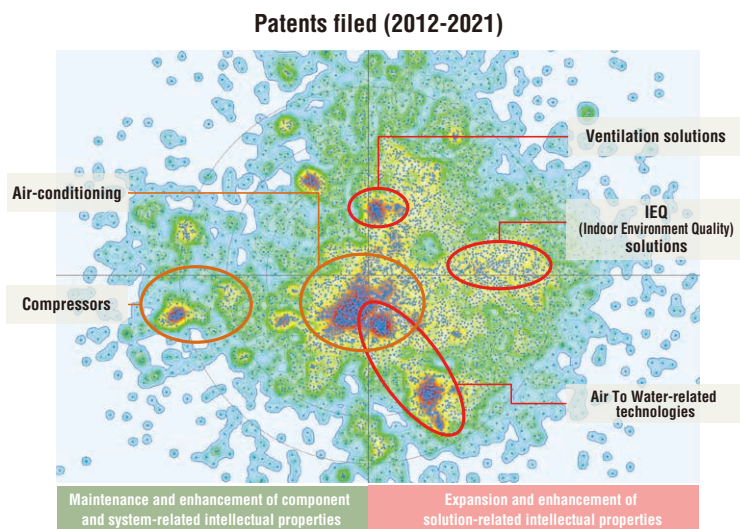 Patents filed (2012-2021)
Ventilation solutions
Air-conditioning
IEQ
(Indoor Environment Quality)
solutions
Compressors
Air To Water-related
technologies
Maintenance and enhancement of component
and system-related intellectual properties
Expansion and enhancement of
solution-related intellectual properties